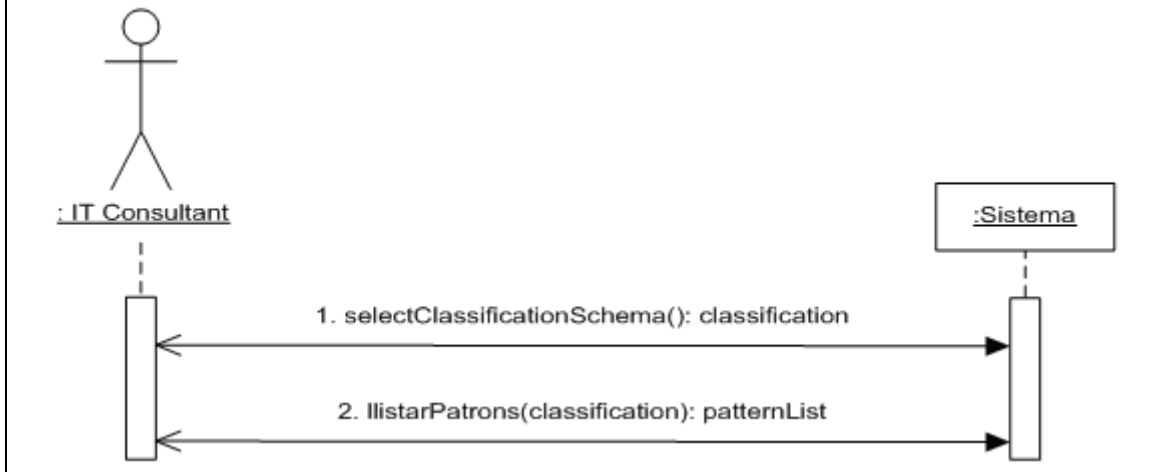 : IT Consultant
:Sistema
1. selectClassificationSchema(): classification
2. llistarPatrons(classification): patternList